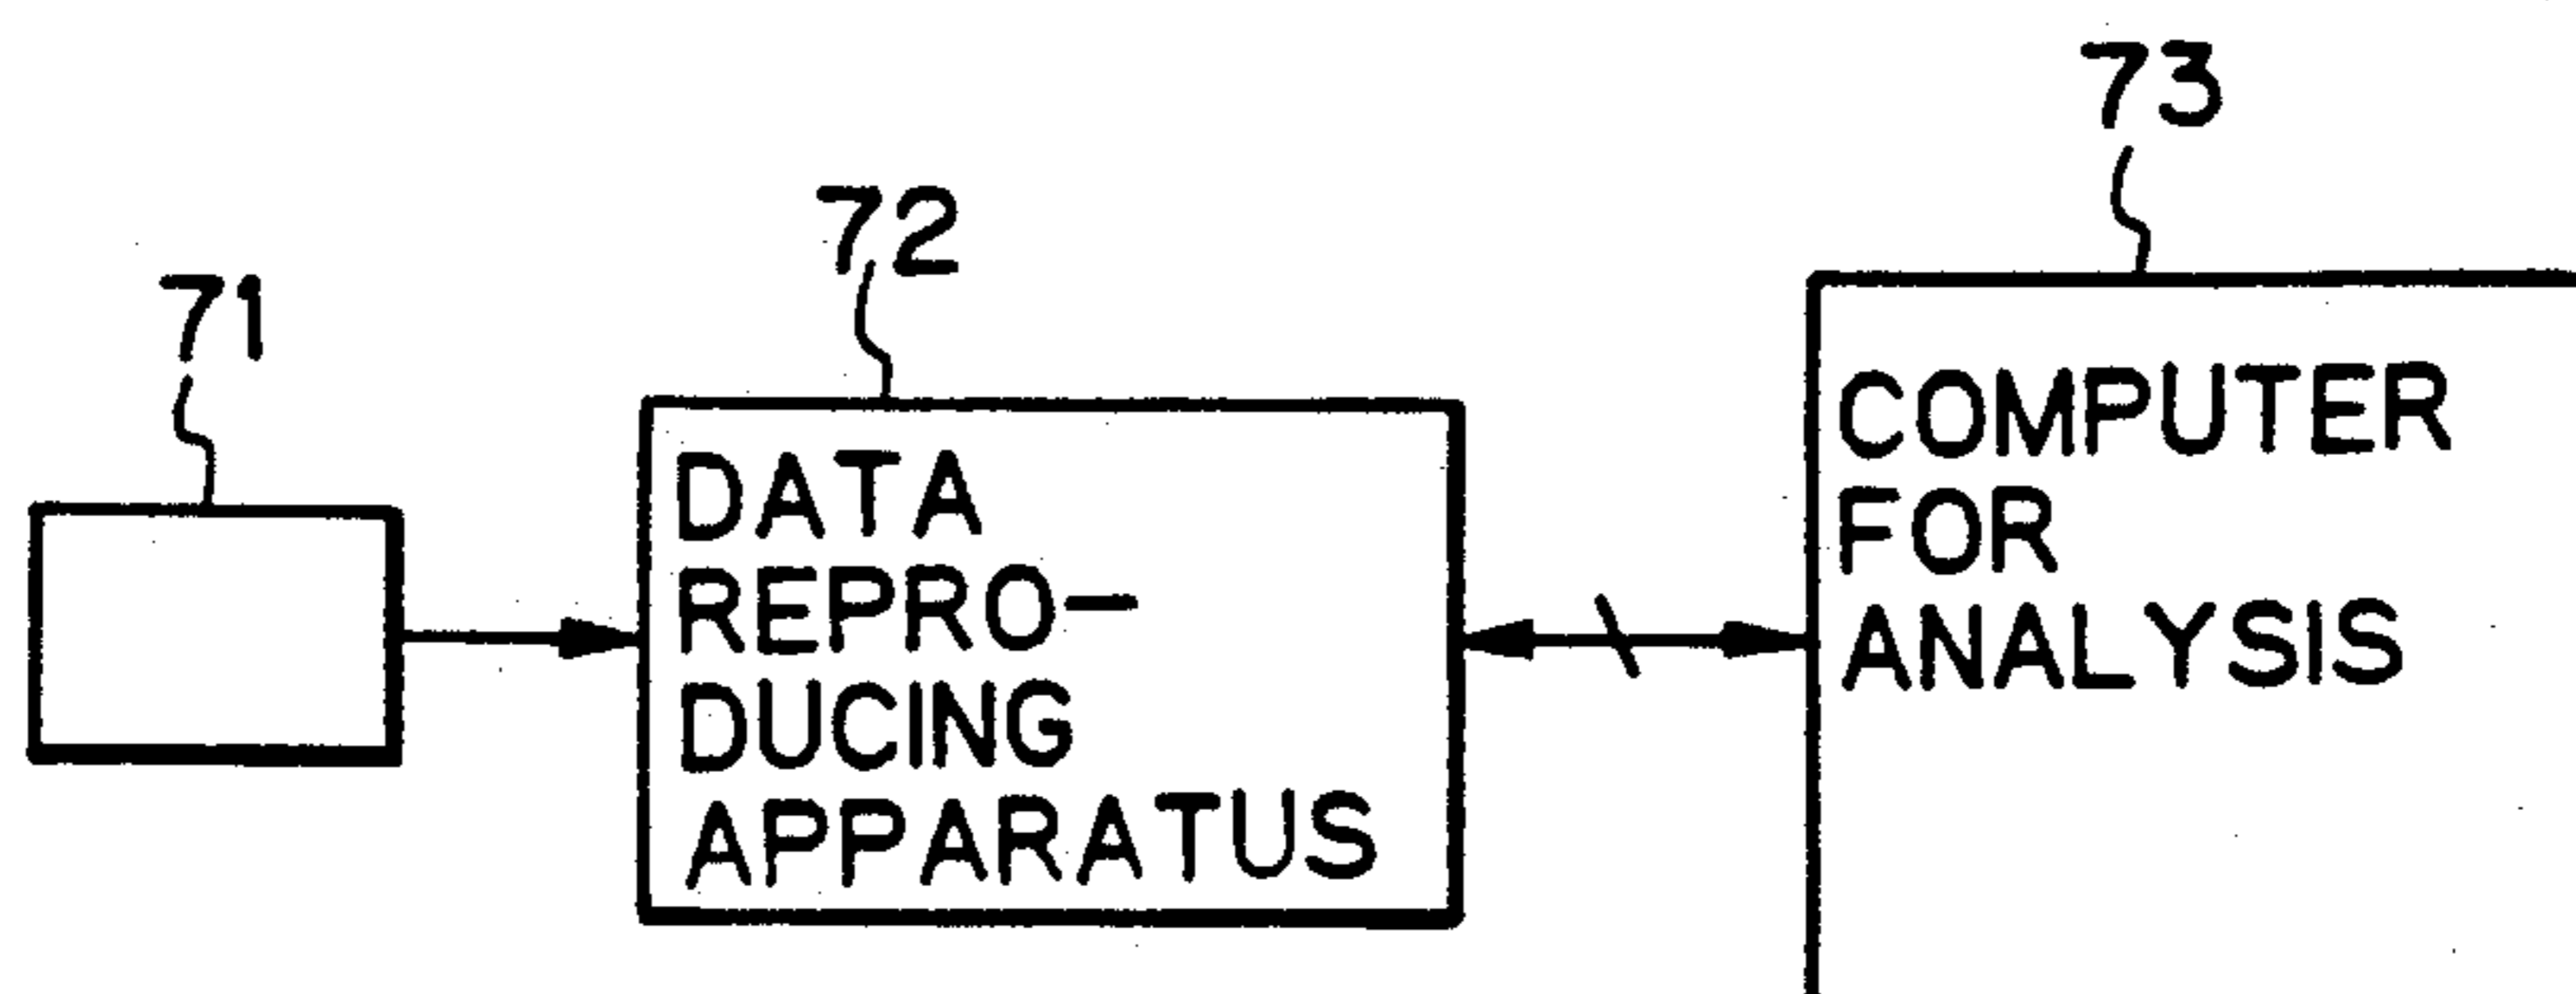 71
72
73
DATA
REPRO-
DUCING
APPARATUS
COMPUTER
FOR
ANALYSIS